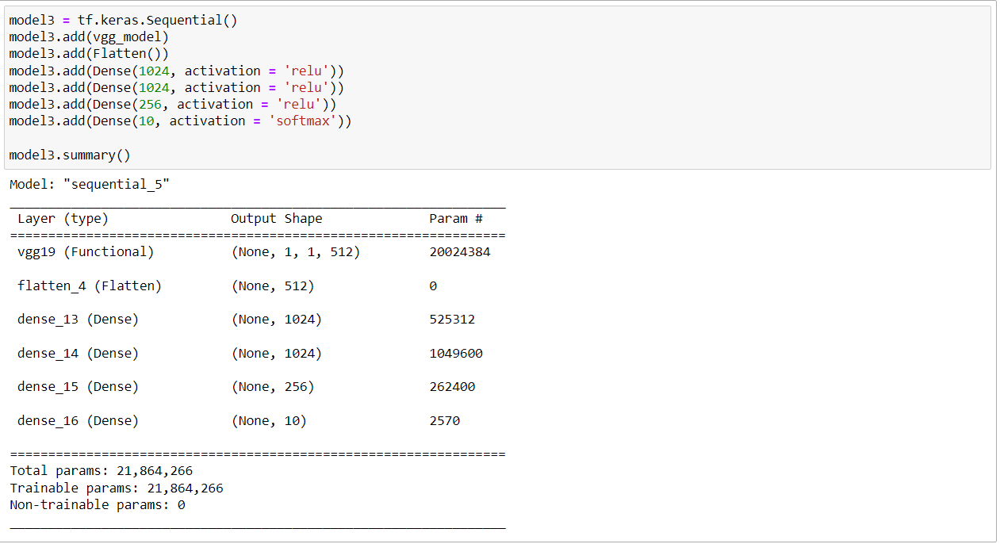 model3 = tf.keras.Sequential()
model3.add(vgg_model)
model3.add(Flatten())
model3.add(Dense(1024, activation = 'relu'))
model3.add(Dense(1024, activation = 'relu'))
model3.add(Dense(256, activation = 'relu'))
model3.add(Dense(10, activation = 'softmax'))

model3.summary()
Model: "sequential_5"
_________________________________________________________________
Layer (type)                Output Shape              Param #
=================================================================
vgg19 (Functional)          (None, 1, 1, 512)         20024384
flatten_4 (Flatten)         (None, 512)               0
dense_13 (Dense)            (None, 1024)              525312
dense_14 (Dense)            (None, 1024)              1049600
dense_15 (Dense)            (None, 256)               262400
dense_16 (Dense)            (None, 10)                2570
=================================================================
Total params: 21,864,266
Trainable params: 21,864,266
Non-trainable params: 0
_________________________________________________________________